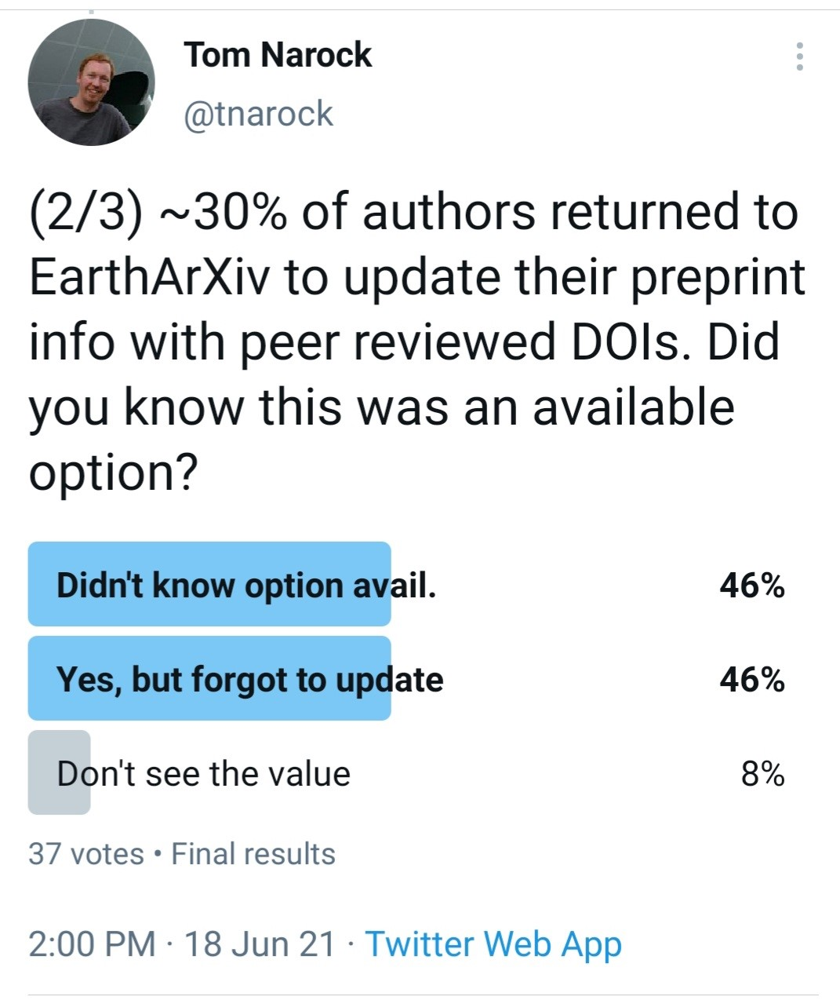 Tom Narock
@tnarock
(2/3) ~30% of authors returned to
EarthArXiv to update their preprint
info with peer reviewed DOIs. Did
you know this was an available
option?
Didn't know option avail. 46%
Yes, but forgot to update 46%
Don't see the value 8%
37 votes • Final results
2:00 PM · 18 Jun 21 · Twitter Web App